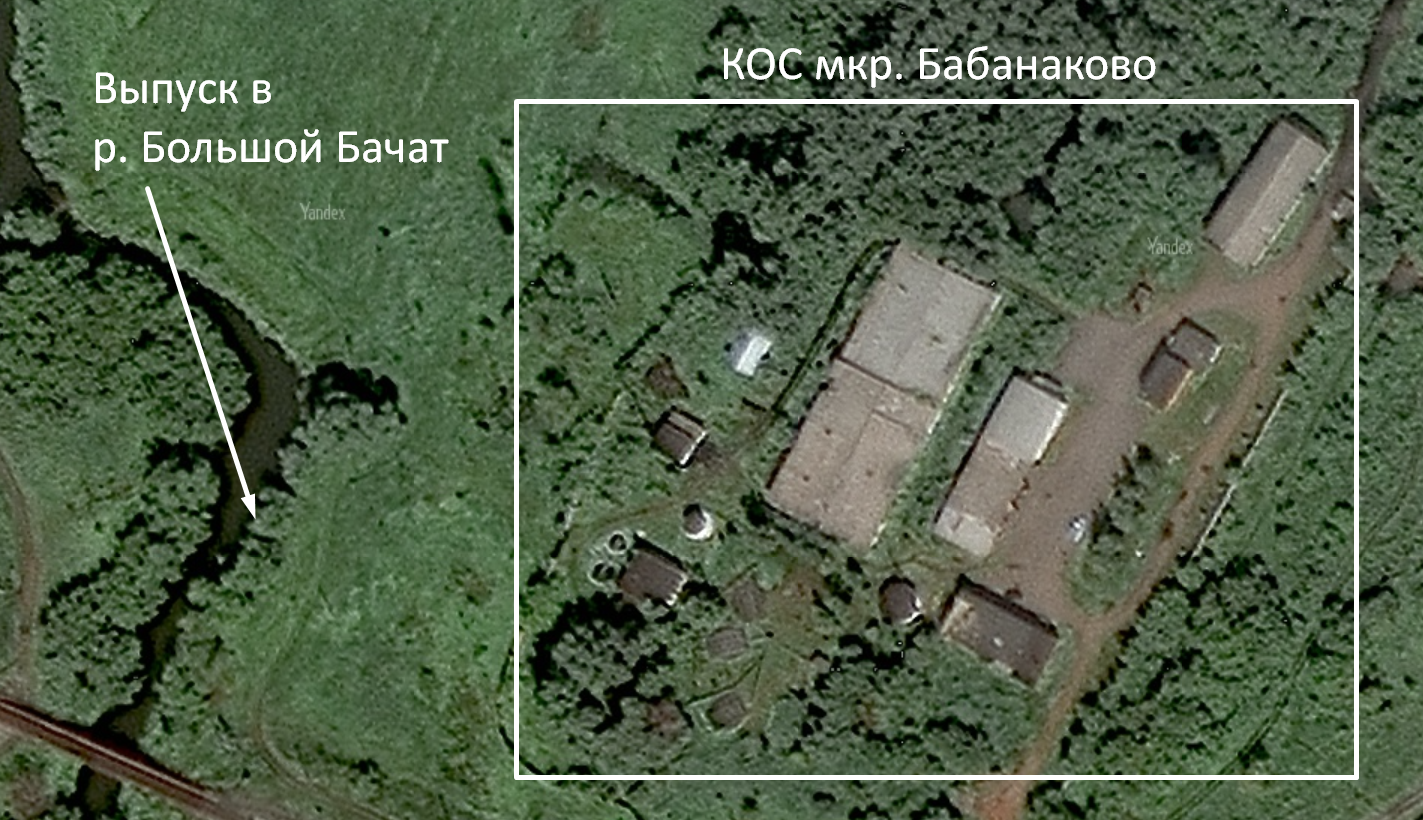 КОС мкр. Бабанаково
Выпуск в
р. Большой Бачат
Yandex
Yandex